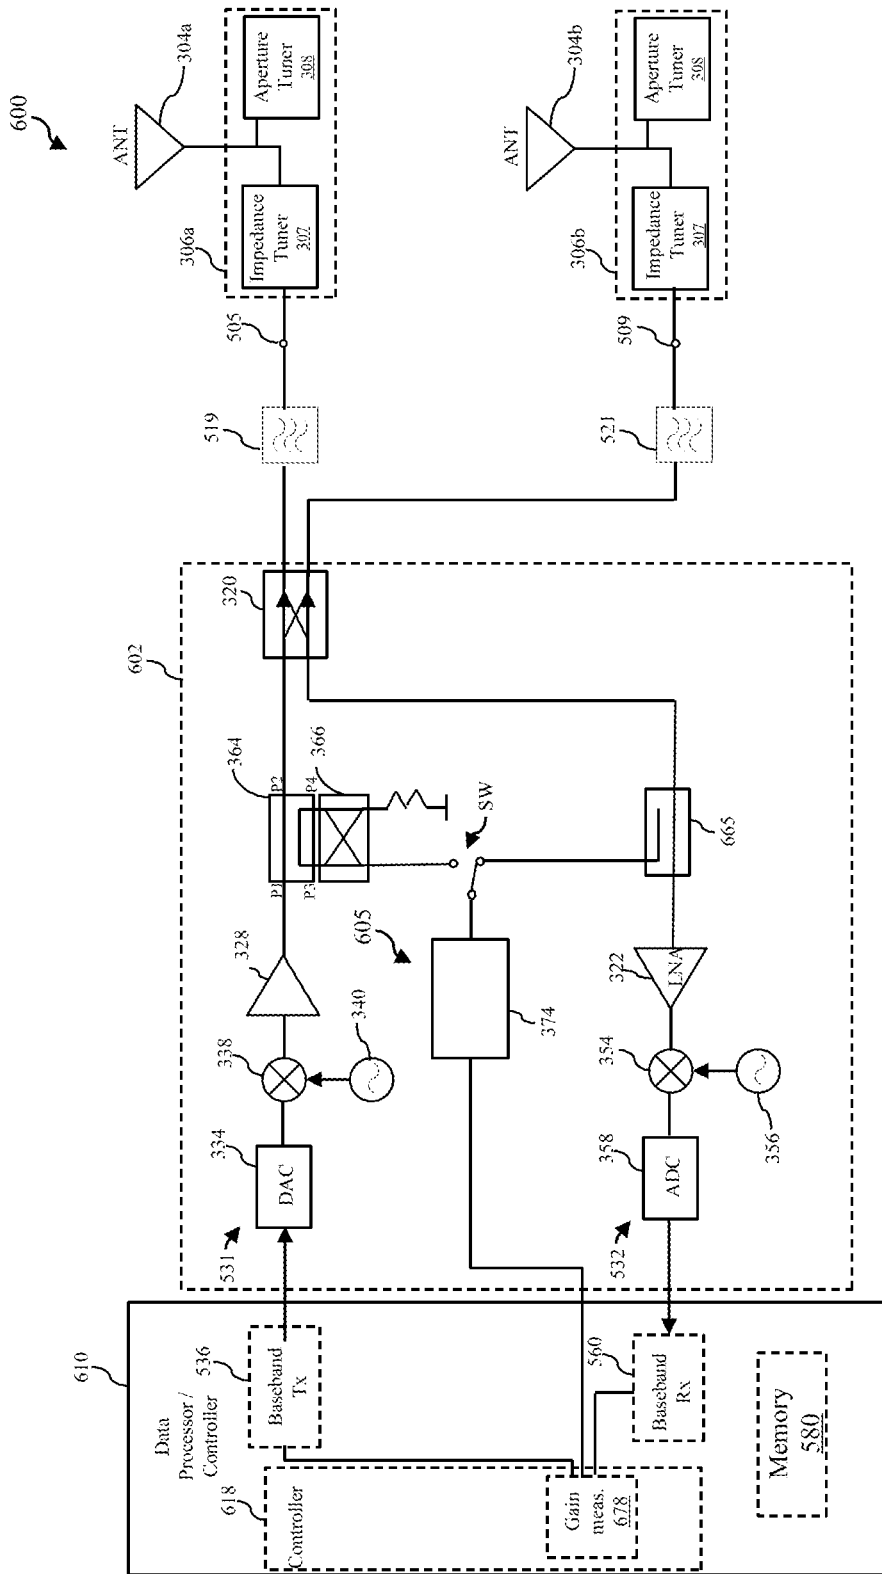 600
304a
ANT
Aperture
Tuner
308
306a
Impedance
Tuner
307
505
519
304b
ANT
Aperture
Tuner
308
306b
Impedance
Tuner
307
509
521
602
320
364
P2
P4
366
P1
P3
SW
665
328
605
374
322
LNA
338
340
354
356
334
DAC
531
358
ADC
532
610
Data
Processor /
Controller
536
Baseband
Tx
560
Baseband
Rx
618
Controller
Gain
meas.
678
Memory
580